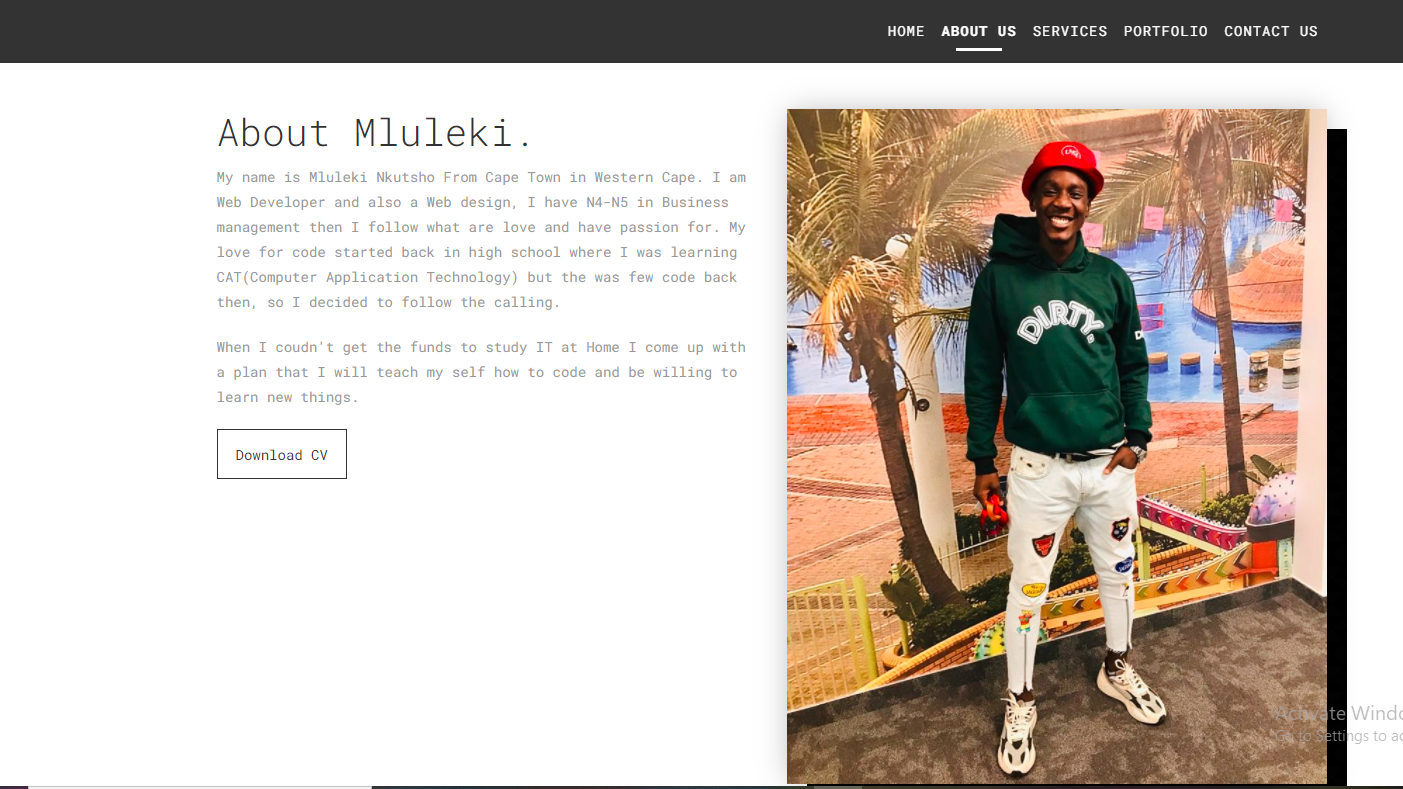 HOME ABOUT US SERVICES PORTFOLIO CONTACT US
About Mluleki.
My name is Mluleki Nkutsho From Cape Town in Western Cape. I am
Web Developer and also a Web design, I have N4-N5 in Business
management then I follow what are love and have passion for. My
love for code started back in high school where I was learning
CAT(Computer Application Technology) but the was few code back
then, so I decided to follow the calling.
When I coudn't get the funds to study IT at Home I come up with
a plan that I will teach my self how to code and be willing to
learn new things.
Download CV
DIRTY.
Activate Windo
Go to Settings to ac